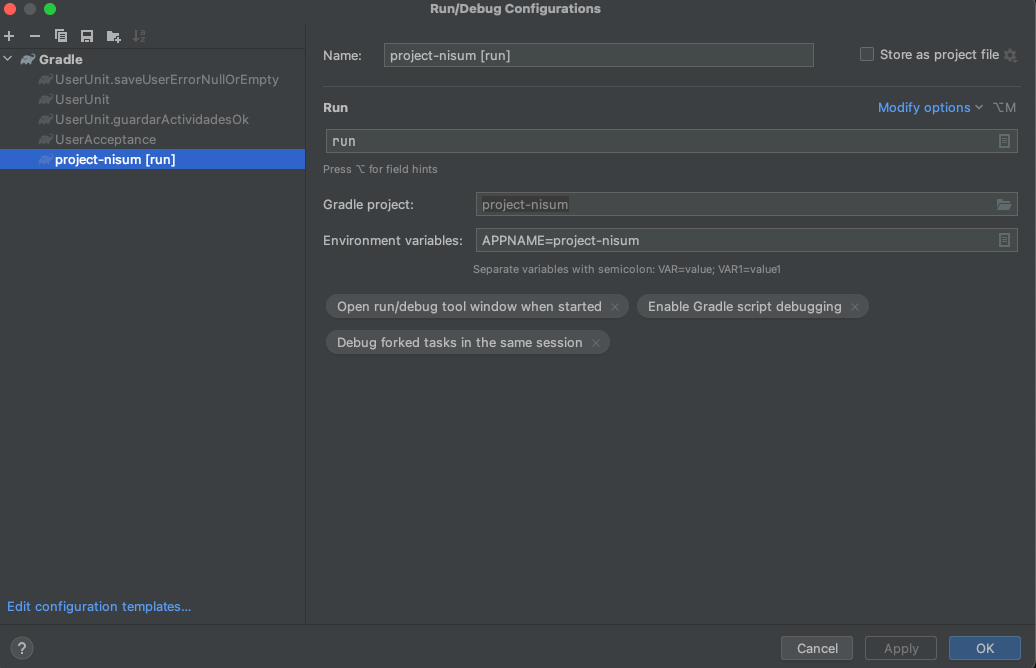 Run/Debug Configurations
Gradle
UserUnit.saveUserErrorNullOrEmpty
UserUnit
UserUnit.guardarActividadesOk
UserAcceptance
project-nisum [run]
Edit configuration templates...
Name: project-nisum [run] Store as project file
Run Modify options ⌥M
run
Press ⌥ for field hints
Gradle project: project-nisum
Environment variables: APPNAME=project-nisum
Separate variables with semicolon: VAR=value; VAR1=value1
Open run/debug tool window when started × Enable Gradle script debugging ×
Debug forked tasks in the same session ×
? Cancel Apply OK